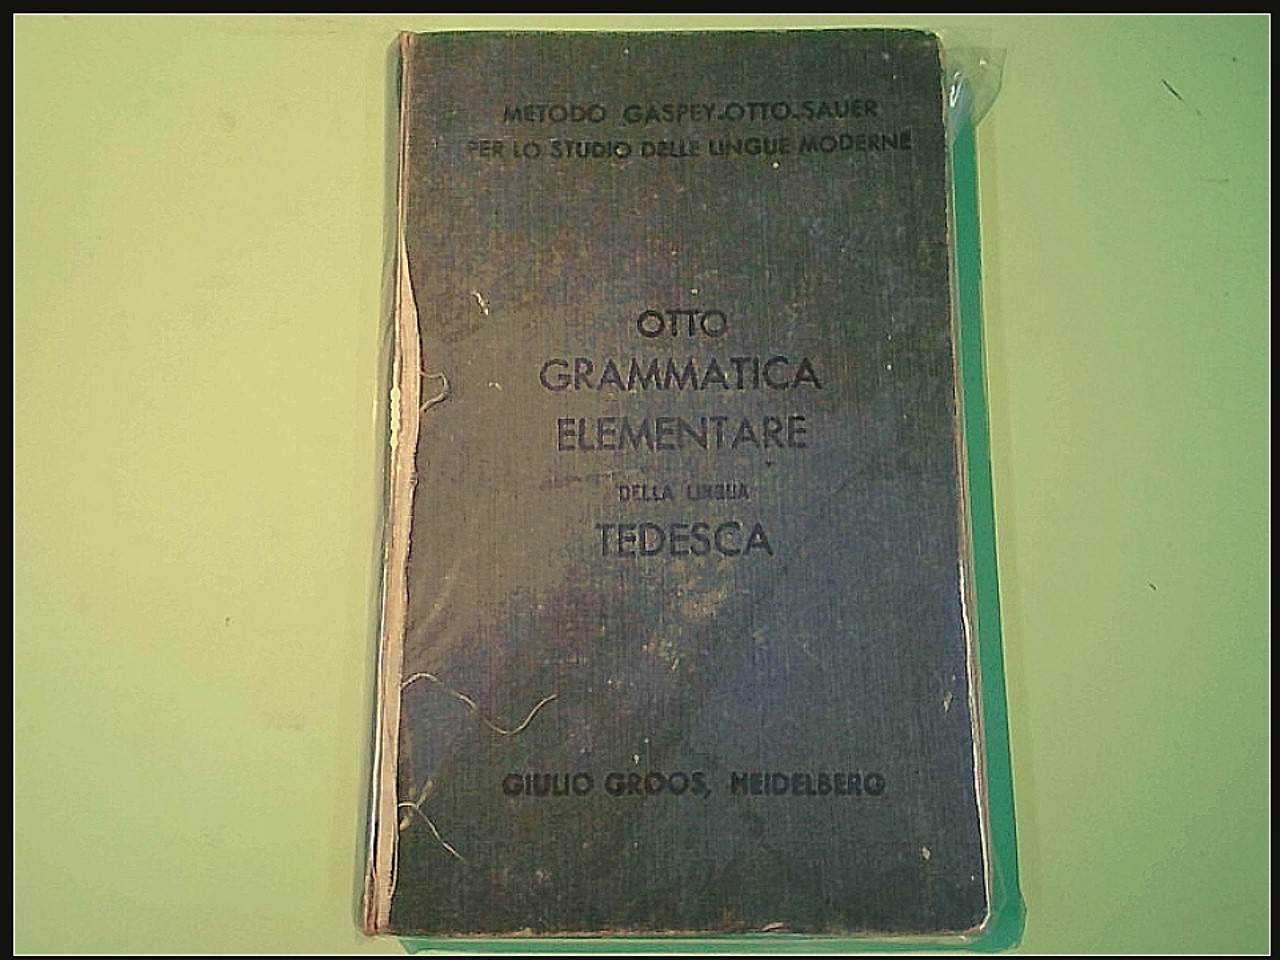 METODO GASPEY-OTTO-SAUER
PER LO STUDIO DELLE LINGUE MODERNE
OTTO
GRAMMATICA
ELEMENTARE
DELLA LINGUA
TEDESCA
GIULIO GROOS, HEIDELBERG